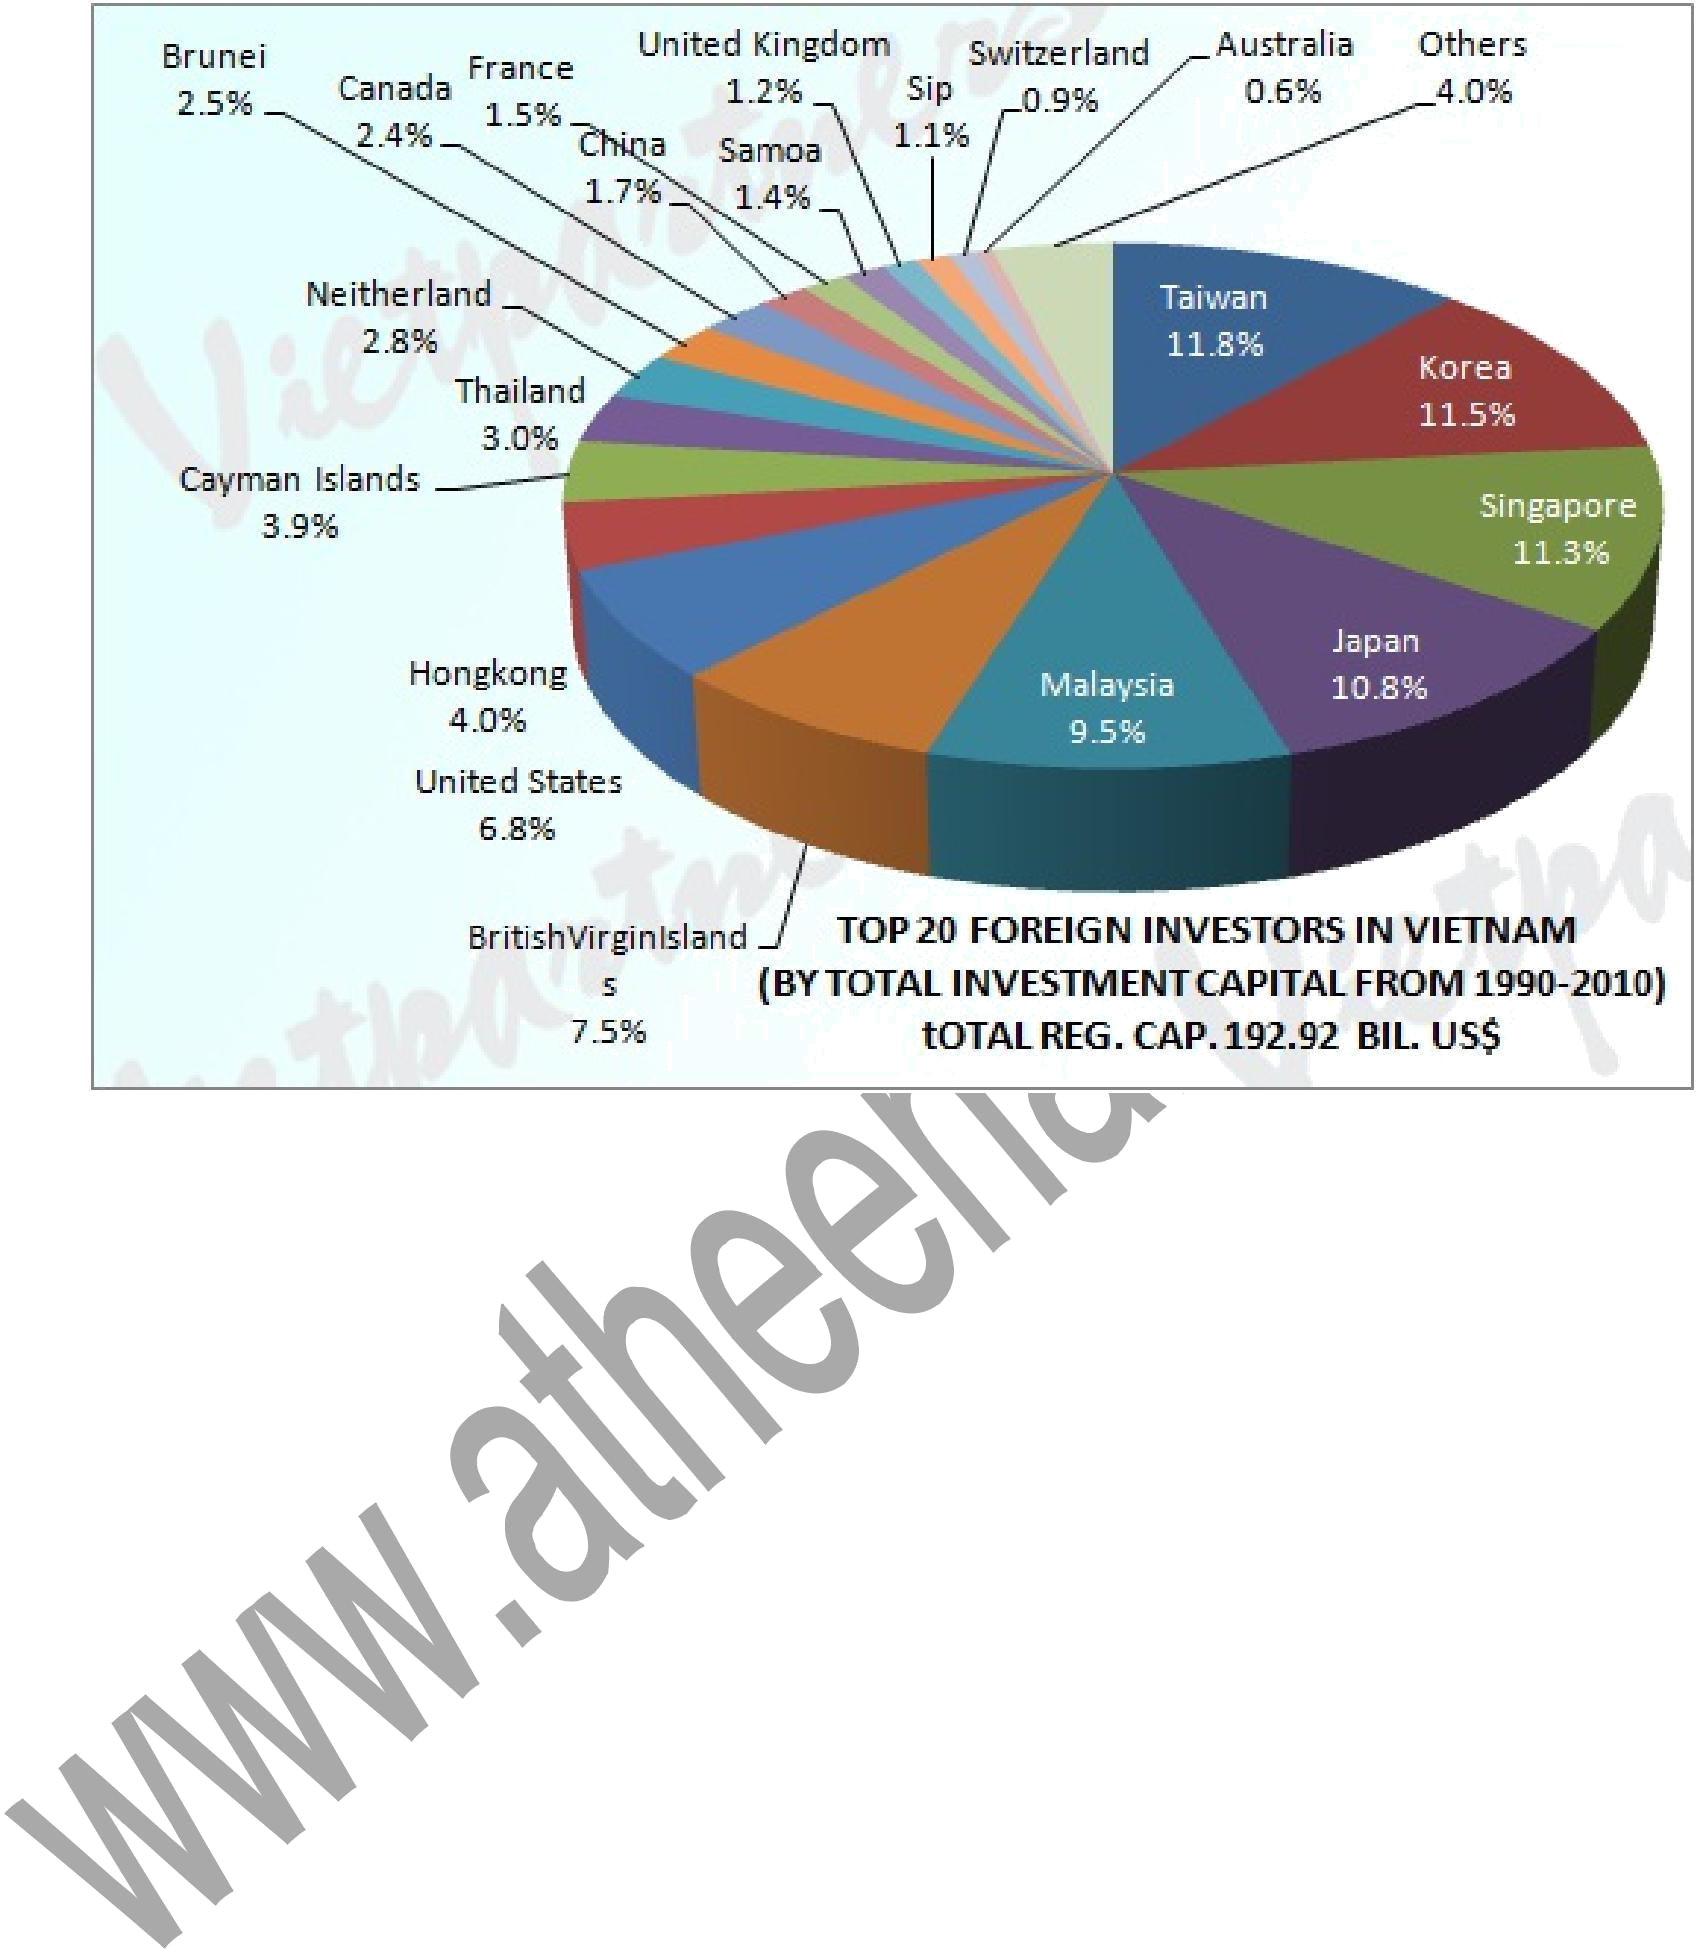 Brunei
2.5%
Canada
2.4%
France
1.5%
China
1.7%
United Kingdom
1.2%
Samoa
1.4%
Sip
1.1%
Switzerland
0.9%
Australia
0.6%
Others
4.0%
Neitherland
2.8%
Thailand
3.0%
Cayman Islands
3.9%
Hongkong
4.0%
United States
6.8%
BritishVirginIsland
s
7.5%
Taiwan
11.8%
Korea
11.5%
Singapore
11.3%
Japan
10.8%
Malaysia
9.5%
TOP 20 FOREIGN INVESTORS IN VIETNAM
(BY TOTAL INVESTMENT CAPITAL FROM 1990-2010)
tOTAL REG. CAP. 192.92 BIL. US$
Vietpartners